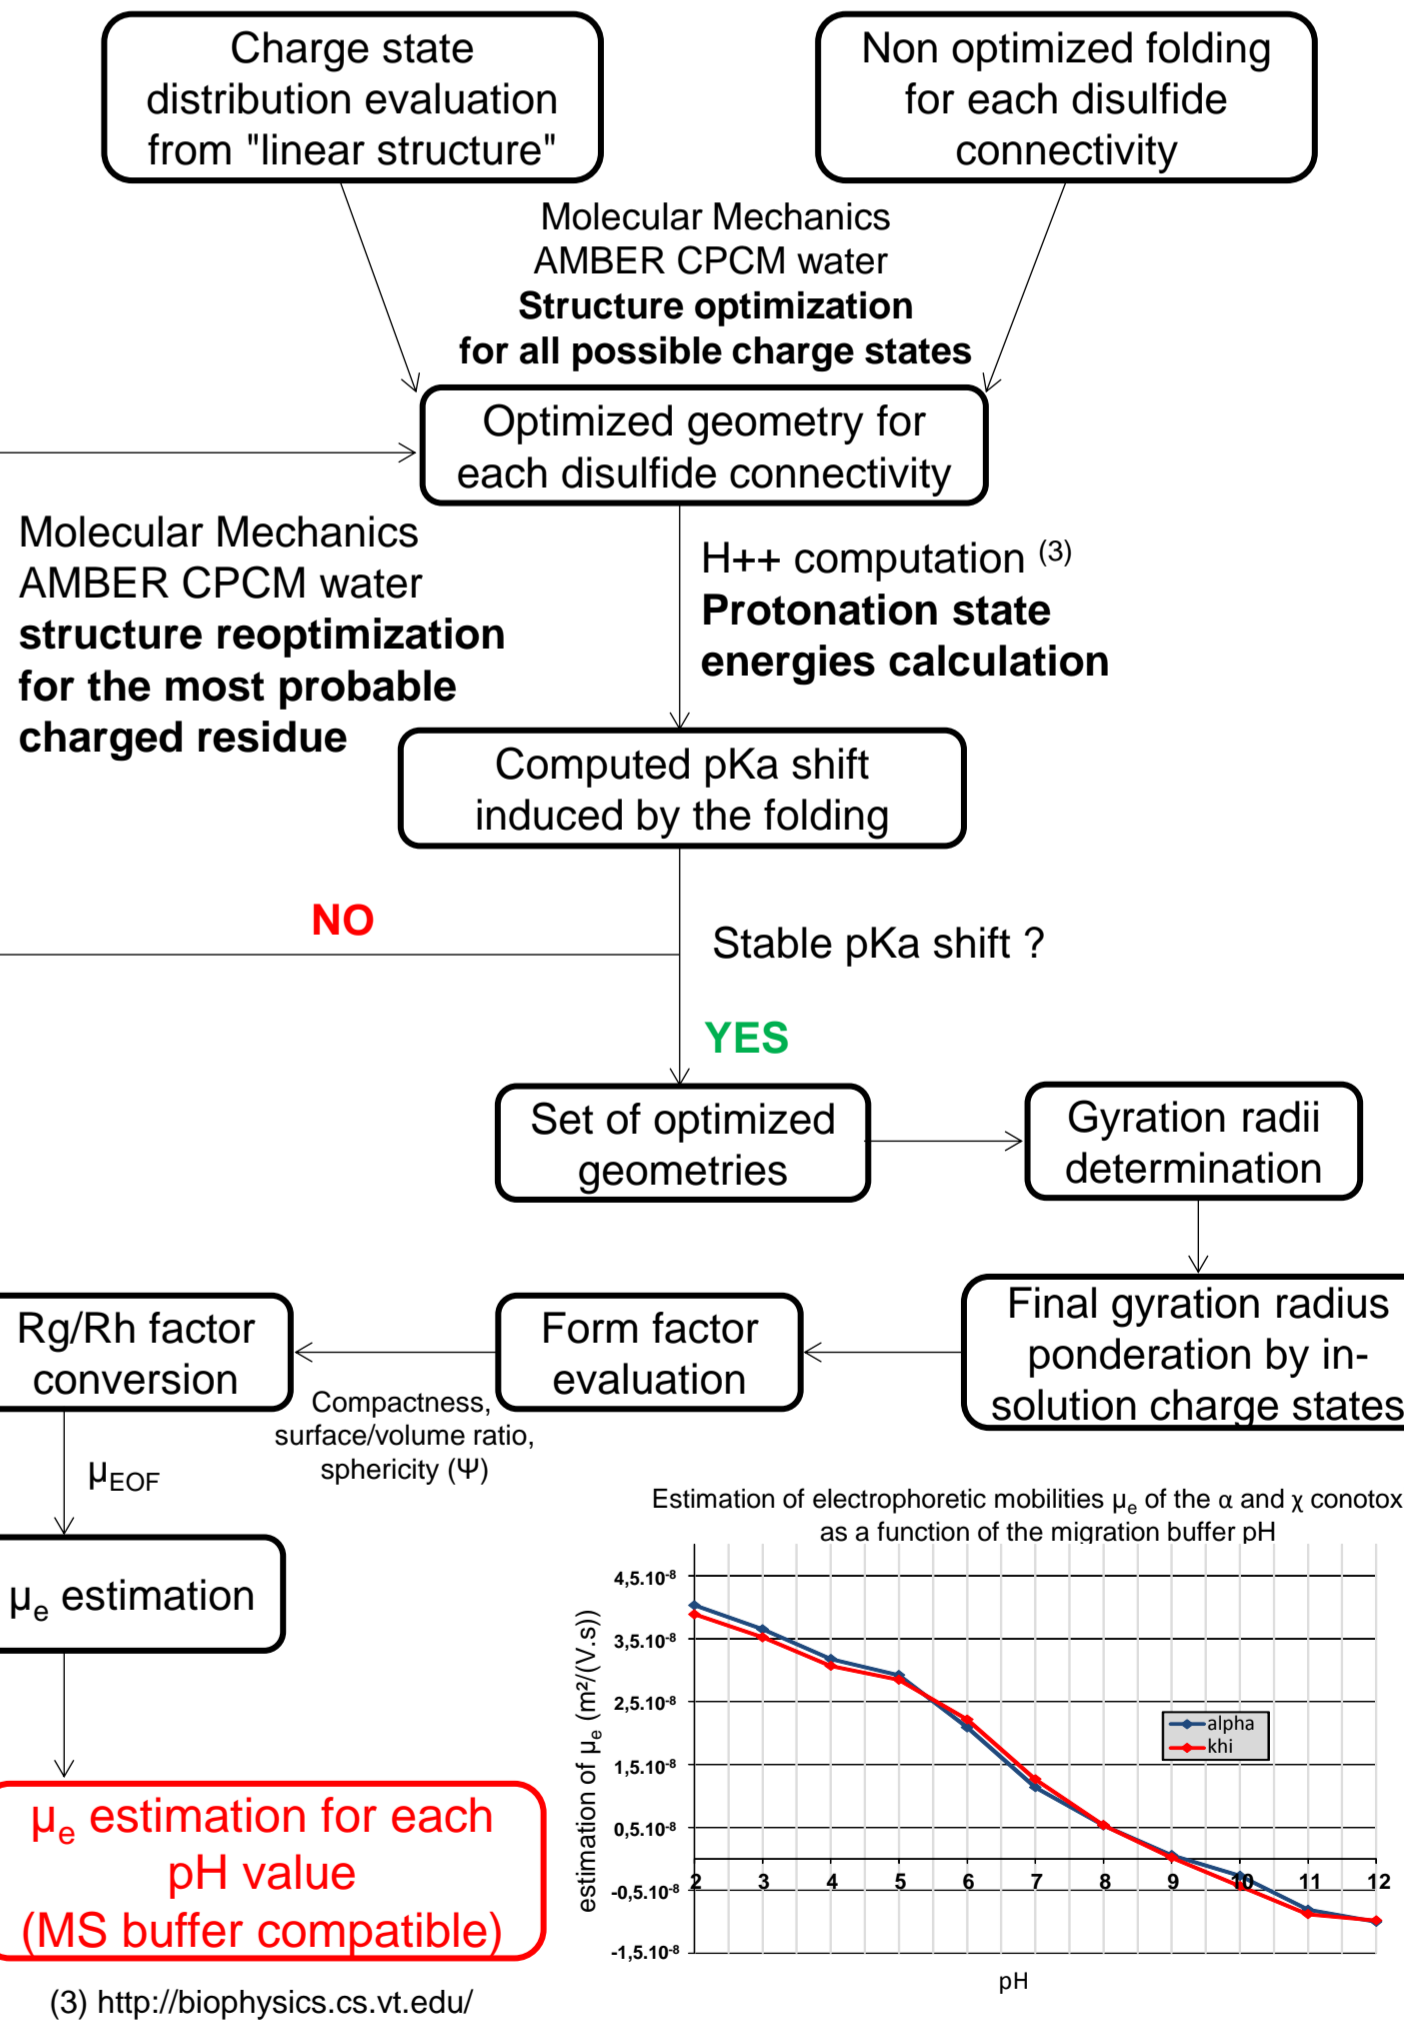 Charge state
distribution evaluation
from "linear structure"
Non optimized folding
for each disulfide
connectivity
Molecular Mechanics
AMBER CPCM water
Structure optimization
for all possible charge states
Optimized geometry for
each disulfide connectivity
Molecular Mechanics
AMBER CPCM water
structure reoptimization
for the most probable
charged residue
H++ computation (3)
Protonation state
energies calculation
Computed pKa shift
induced by the folding
NO
Stable pKa shift ?
YES
Set of optimized
geometries
Gyration radii
determination
Final gyration radius
ponderation by in-
solution charge states
Form factor
evaluation
Rg/Rh factor
conversion
Compactness,
surface/volume ratio,
sphericity (Ψ)
μEOF
μe estimation
μe estimation for each
pH value
(MS buffer compatible)
(3) http://biophysics.cs.vt.edu/
Estimation of electrophoretic mobilities μe of the α and χ conotox
as a function of the migration buffer pH
estimation of μe (m²/(V.s))
4,5.10-8
3,5.10-8
2,5.10-8
1,5.10-8
0,5.10-8
-0,5.10-8
-1,5.10-8
2 3 4 5 6 7 8 9 10 11 12
alpha
khi
pH